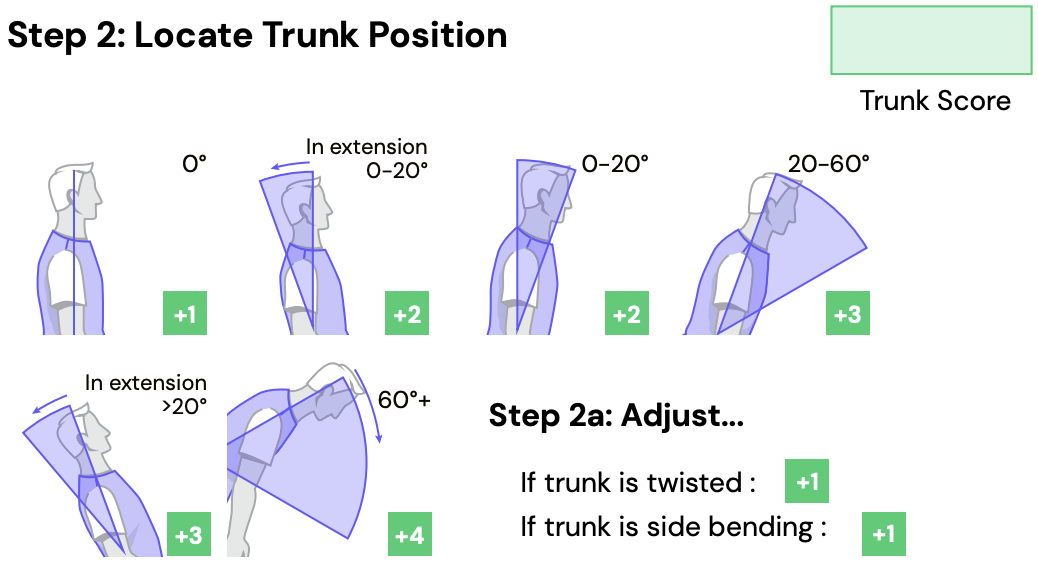 Step 2: Locate Trunk Position
Trunk Score
0°
+1
In extension
0-20°
+2
0-20°
+2
20-60°
+3
In extension
>20°
+3
60°+
+4
Step 2a: Adjust...
If trunk is twisted : +1
If trunk is side bending : +1